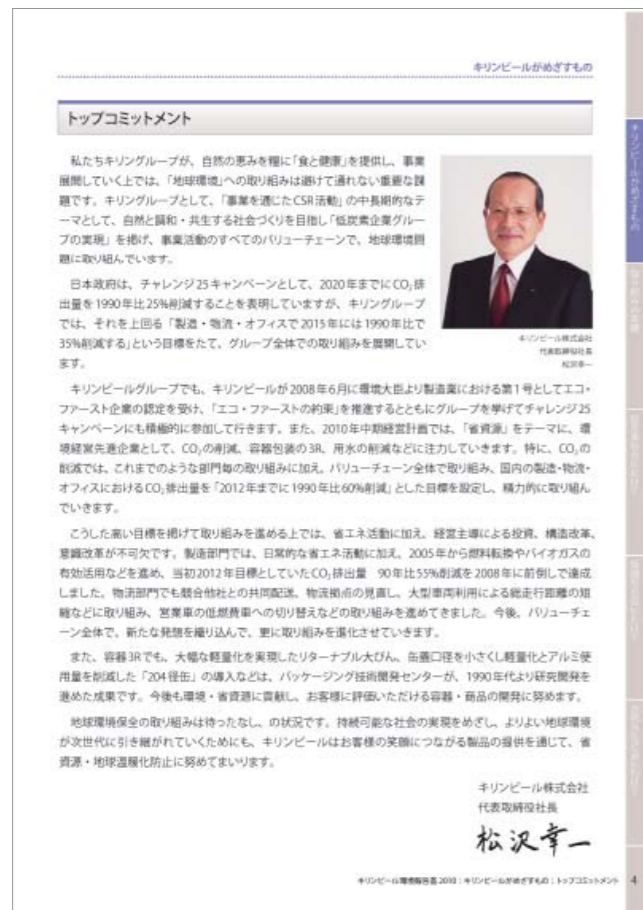 キリンビールがめざすもの
トップコミットメント
私たちキリングループが、自然の恵みを糧に「食と健康」を提供し、事業
展開していく上では、「地球環境」への取り組みは避けて通れない重要な課
題です。キリングループとして、「事業を通じたCSR活動」の中長期的なテ
ーマとして、自然と調和・共生する社会づくりを目指し「低炭素企業グルー
プの実現」を掲げ、事業活動のすべてのバリューチェーンで、地球環境問
題に取り組んでいます。
日本政府は、チャレンジ25キャンペーンとして、2020年までにCO₂排
出量を1990年比25%削減することを表明していますが、キリングループ
では、それを上回る「製造・物流・オフィスで2015年には1990年比で
35%削減する」という目標をたて、グループ全体での取り組みを展開してい
ます。
キリンビール株式会社
代表取締役社長
松沢幸一
キリンビールグループでも、キリンビールが2008年6月に環境大臣より製造業における第1号としてエコ・
ファースト企業の認定を受け、「エコ・ファーストの約束」を推進するとともにグループを挙げてチャレンジ25
キャンペーンにも積極的に参加して行きます。また、2010年中期経営計画では、「省資源」をテーマに、環
境経営先進企業として、CO₂の削減、容器包装の3R、用水の削減などに注力していきます。特に、CO₂の
削減では、これまでのような部門毎の取り組みに加え、バリューチェーン全体で取り組み、国内の製造・物流・
オフィスにおけるCO₂排出量を「2012年までに1990年比60%削減」とした目標を設定し、精力的に取り組ん
でいきます。
こうした高い目標を掲げて取り組みを進める上では、省エネ活動に加え、経営主導による投資、構造改革、
意識改革が不可欠です。製造部門では、日常的な省エネ活動に加え、2005年から燃料転換やバイオガスの
有効活用などを進め、当初2012年目標としていたCO₂排出量　90年比55%削減を2008年に前倒しで達成
しました。物流部門でも競合他社との共同配送、物流拠点の見直し、大型車両利用による総走行距離の短
縮などに取り組み、営業車の低燃費車への切り替えなどの取り組みを進めてきました。今後、バリューチェ
ーン全体で、新たな発想を織り込んで、更に取り組みを進化させていきます。
また、容器3Rでも、大幅な軽量化を実現したリターナブル大びん、缶蓋口径を小さくし軽量化とアルミ使
用量を削減した「204径缶」の導入などは、パッケージング技術開発センターが、1990年代より研究開発を
進めた成果です。今後も環境・省資源に貢献し、お客様に評価いただける容器・商品の開発に努めます。
地球環境保全の取り組みは待ったなし、の状況です。持続可能な社会の実現をめざし、よりよい地球環境
が次世代に引き継がれていくためにも、キリンビールはお客様の笑顔につながる製品の提供を通じて、省
資源・地球温暖化防止に努めてまいります。
キリンビール株式会社
代表取締役社長
松沢幸一
キリンビール環境報告書2010：キリンビールがめざすもの：トップコミットメント 4
キリンビールがめざすもの